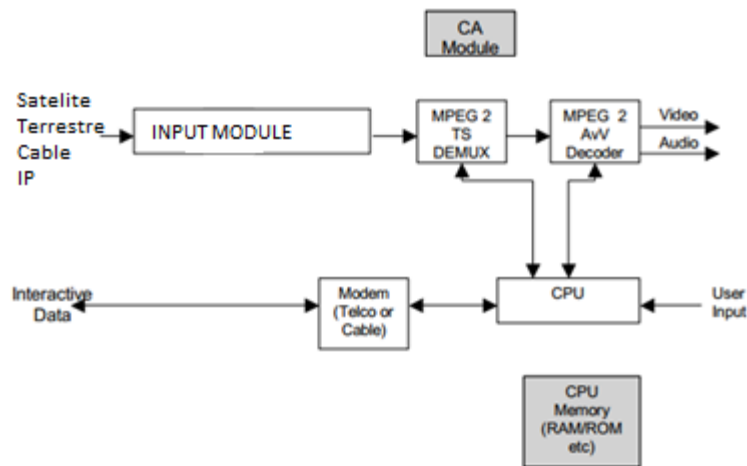 CA
Module
Satelite
Terrestre
Cable
IP
INPUT MODULE
MPEG 2
TS
DEMUX
MPEG 2
AvV
Decoder
Video
Audio
Interactive
Data
Modem
(Telco or
Cable)
CPU
User
Input
CPU
Memory
(RAM/ROM
etc)